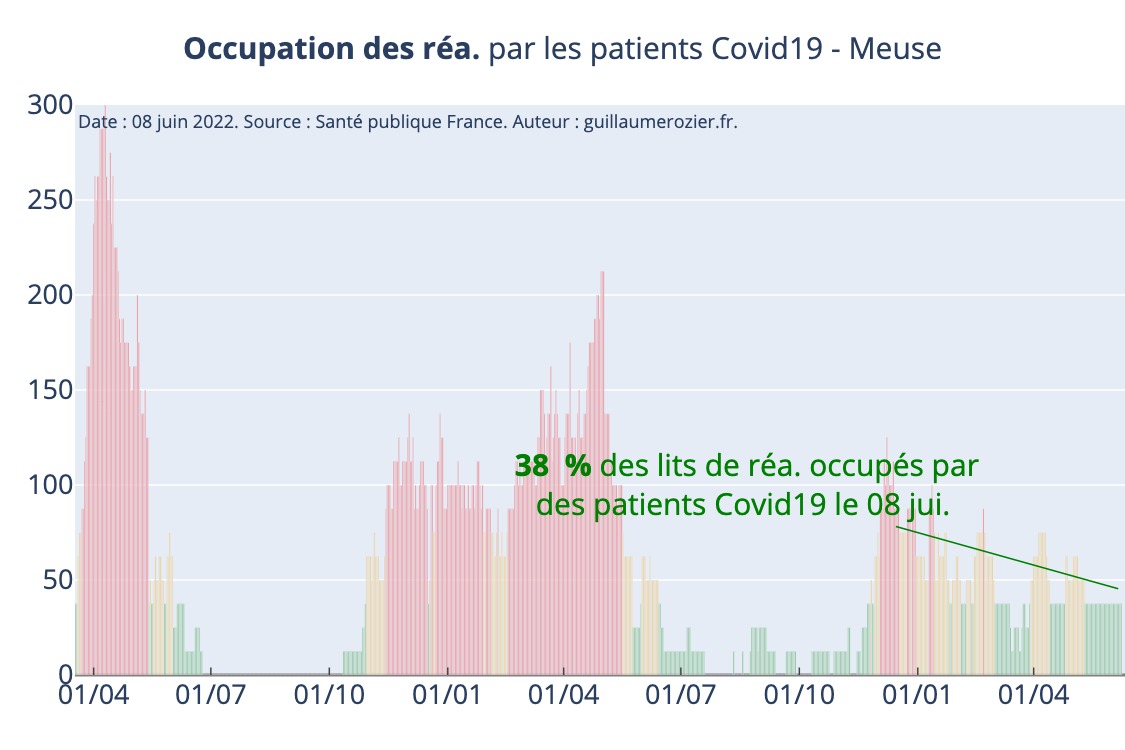 Occupation des réa. par les patients Covid19 - Meuse
300
Date : 08 juin 2022. Source : Santé publique France. Auteur : guillaumerozier.fr.
250
200
150
100
50
0
38 % des lits de réa. occupés par
des patients Covid19 le 08 jui.
01/04 01/07 01/10 01/01 01/04 01/07 01/10 01/01 01/04